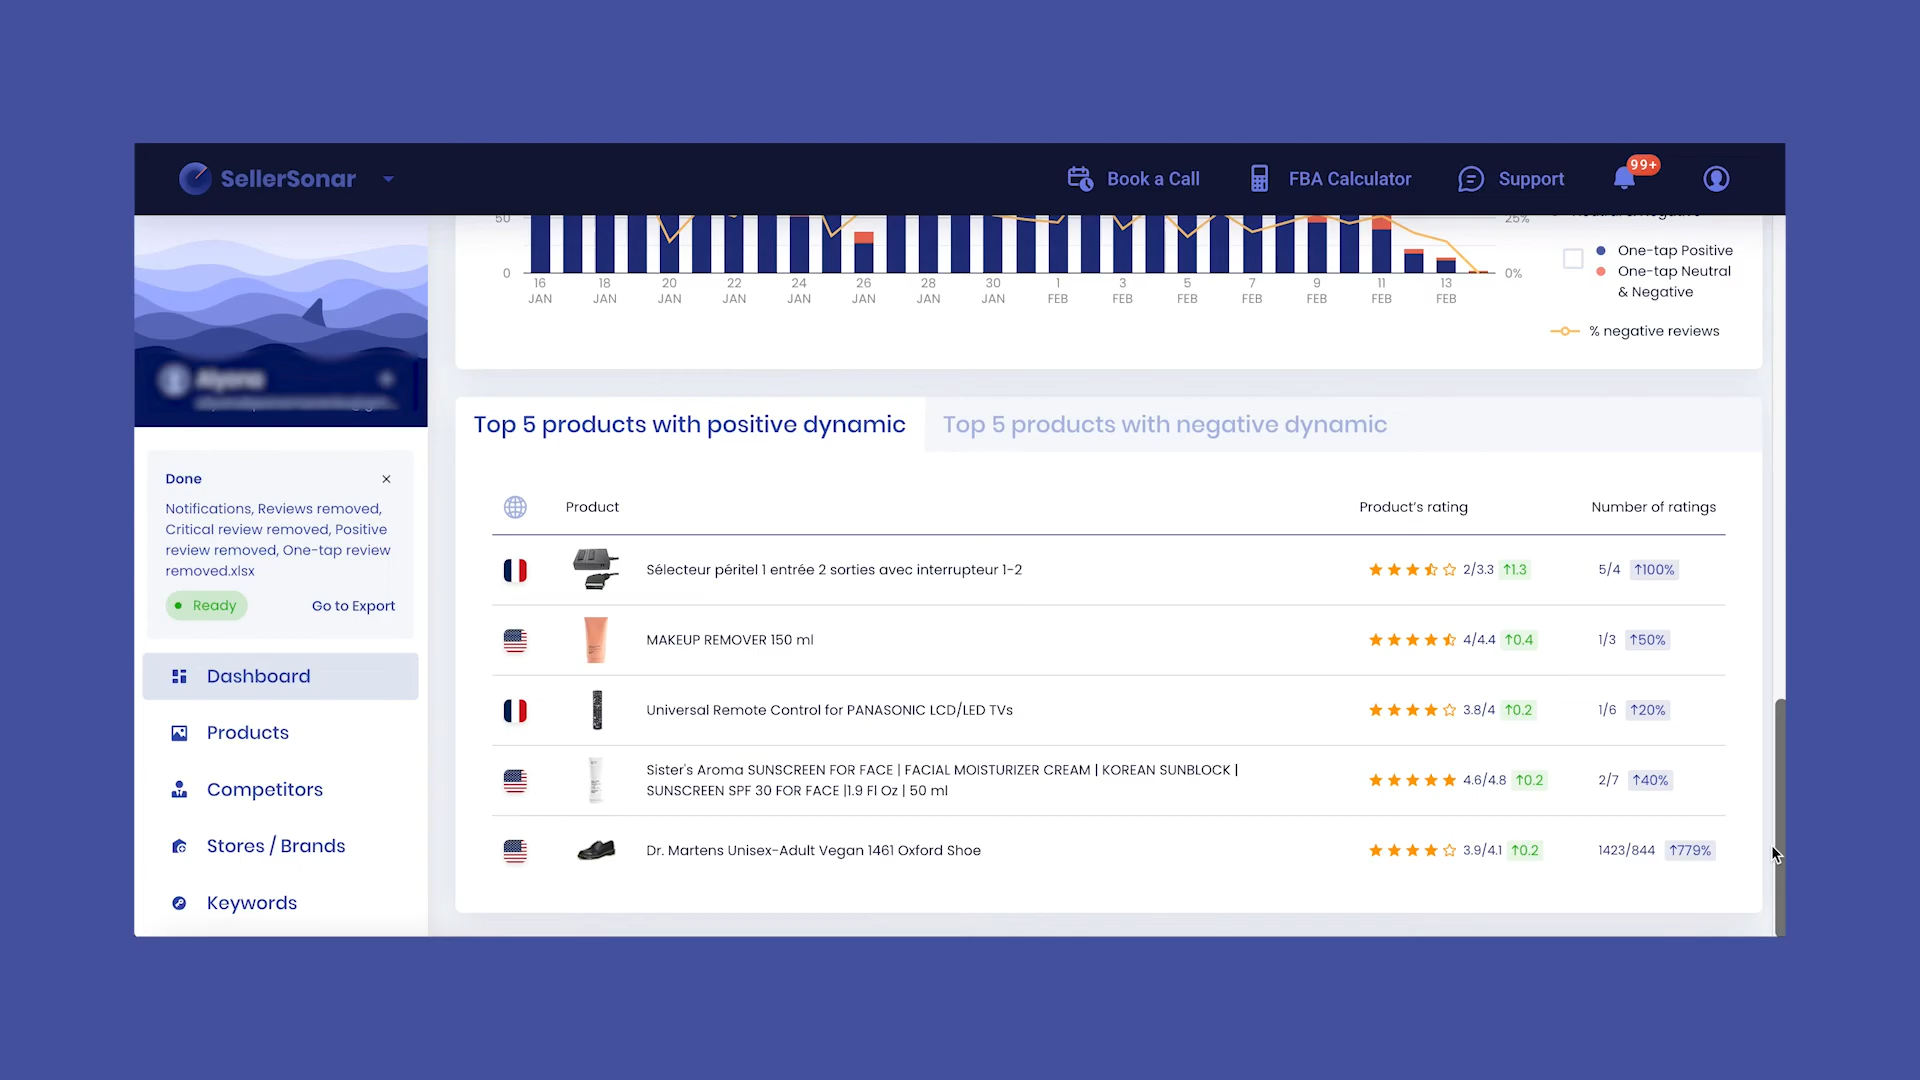 SellerSonar
Book a Call
FBA Calculator
Support
99+
50
25%
0
0%
16 JAN
18 JAN
20 JAN
22 JAN
24 JAN
26 JAN
28 JAN
30 JAN
1 FEB
3 FEB
5 FEB
7 FEB
9 FEB
11 FEB
13 FEB
One-tap Positive
One-tap Neutral
& Negative
% negative reviews
Done
Notifications, Reviews removed,
Critical review removed, Positive
review removed, One-tap review
removed.xlsx
Ready
Go to Export
Dashboard
Products
Competitors
Stores / Brands
Keywords
Top 5 products with positive dynamic
Top 5 products with negative dynamic
Product
Product's rating
Number of ratings
Sélecteur péritel 1 entrée 2 sorties avec interrupteur 1-2
2/3.3 ↑1.3
5/4 ↑100%
MAKEUP REMOVER 150 ml
4/4.4 ↑0.4
1/3 ↑50%
Universal Remote Control for PANASONIC LCD/LED TVs
3.8/4 ↑0.2
1/6 ↑20%
Sister's Aroma SUNSCREEN FOR FACE | FACIAL MOISTURIZER CREAM | KOREAN SUNBLOCK |
SUNSCREEN SPF 30 FOR FACE |1.9 Fl Oz | 50 ml
4.6/4.8 ↑0.2
2/7 ↑40%
Dr. Martens Unisex-Adult Vegan 1461 Oxford Shoe
3.9/4.1 ↑0.2
1423/844 ↑779%